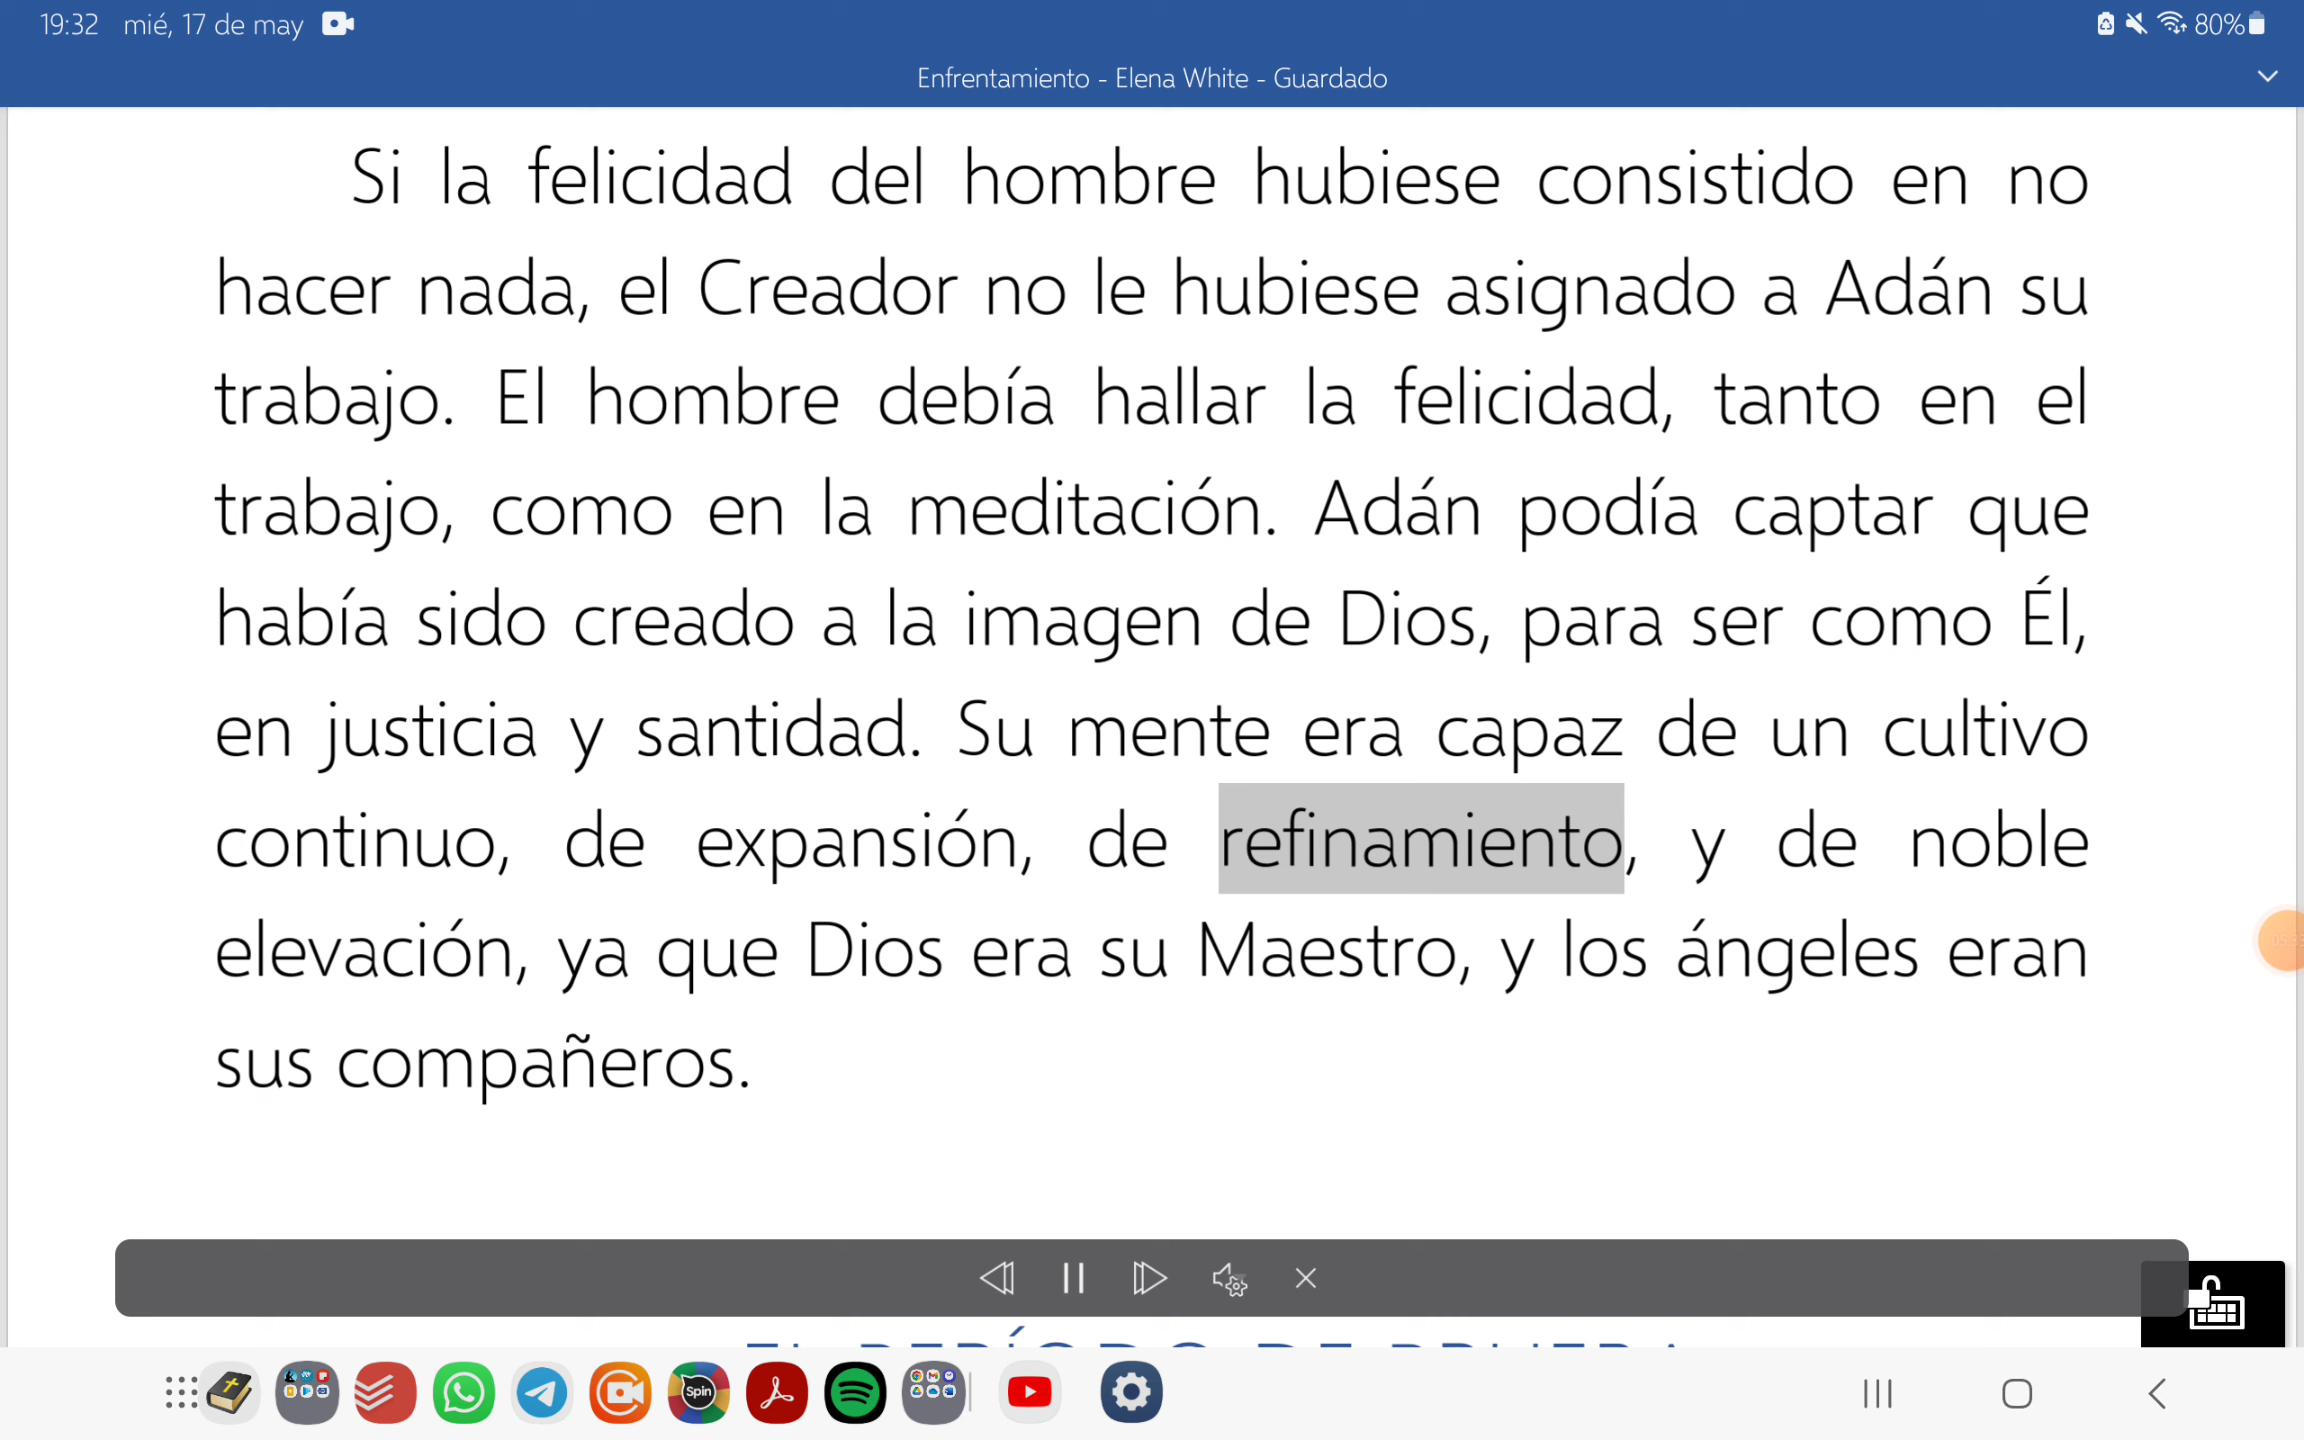 19:32 mié, 17 de may 80%
Enfrentamiento - Elena White - Guardado
Si la felicidad del hombre hubiese consistido en no
hacer nada, el Creador no le hubiese asignado a Adán su
trabajo. El hombre debía hallar la felicidad, tanto en el
trabajo, como en la meditación. Adán podía captar que
había sido creado a la imagen de Dios, para ser como Él,
en justicia y santidad. Su mente era capaz de un cultivo
continuo, de expansión, de refinamiento, y de noble
elevación, ya que Dios era su Maestro, y los ángeles eran
sus compañeros.
Spin